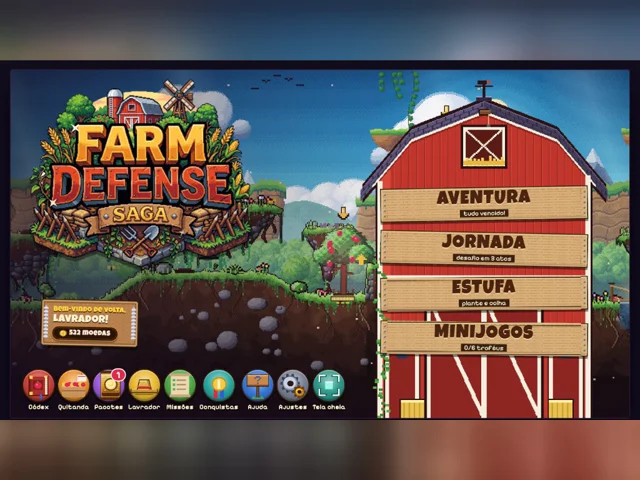 FARM
DEFENSE
SAGA
BEM-VINDO DE VOLTA,
LAVRADOR!
522 MOEDAS
AVENTURA
tudo vencido!
JORNADA
desafio em 3 atos
ESTUFA
plante e colha
MINIJOGOS
0/6 troféus
1
Códex Quitanda Pacotes Lavrador Missões Conquistas Ajuda Ajustes Tela cheia